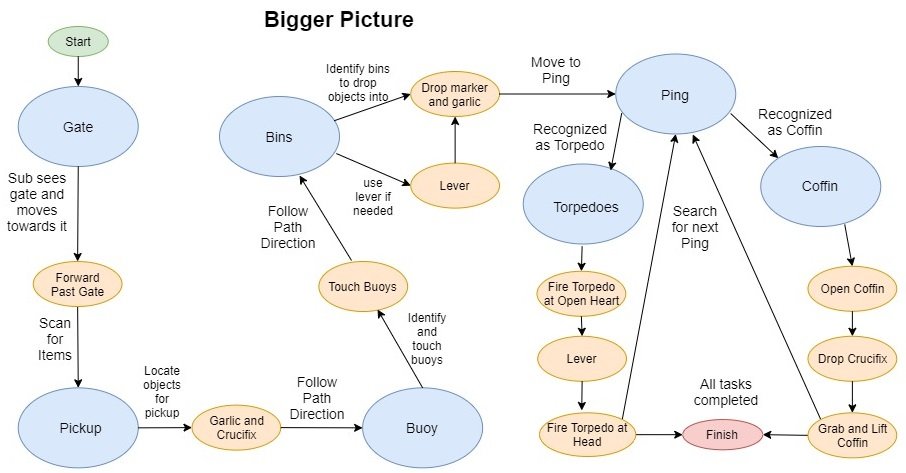 Bigger Picture
Start
Gate
Sub sees
gate and
moves
towards it
Forward
Past Gate
Scan
for
Items
Pickup
Locate
objects
for
pickup
Garlic and
Crucifix
Follow
Path
Direction
Buoy
Identify
and
touch
buoys
Touch Buoys
Follow
Path
Direction
Bins
Identify bins
to drop
objects into
use
lever if
needed
Lever
Drop marker
and garlic
Move to
Ping
Ping
Recognized
as Torpedo
Torpedoes
Fire Torpedo
at Open Heart
Lever
Fire Torpedo at
Head
Search
for next
Ping
Recognized
as Coffin
Coffin
Open Coffin
Drop Crucifix
Grab and Lift
Coffin
All tasks
completed
Finish